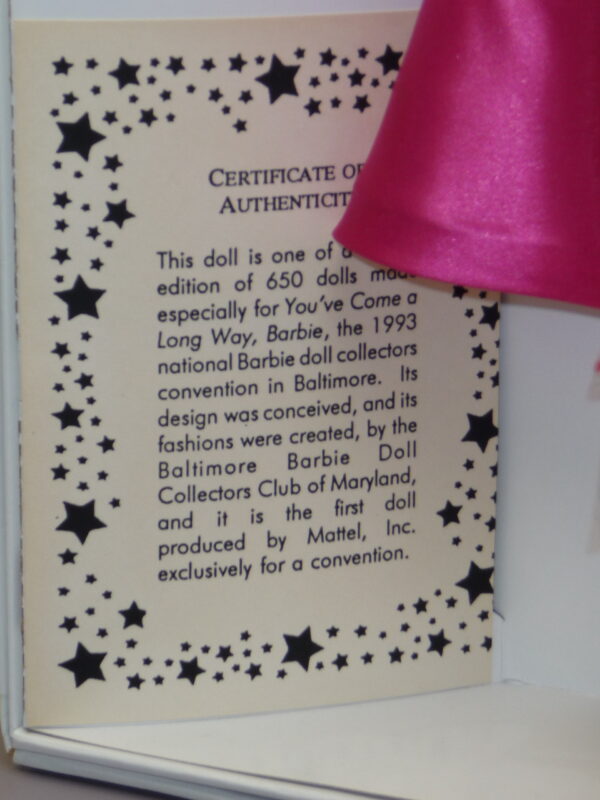 CERTIFICATE OF
AUTHENTICIT
This doll is one of a
edition of 650 dolls made
especially for You've Come a
Long Way, Barbie, the 1993
national Barbie doll collectors
convention in Baltimore. Its
design was conceived, and its
fashions were created, by the
Baltimore Barbie Doll
Collectors Club of Maryland,
and it is the first doll
produced by Mattel, Inc.
exclusively for a convention.